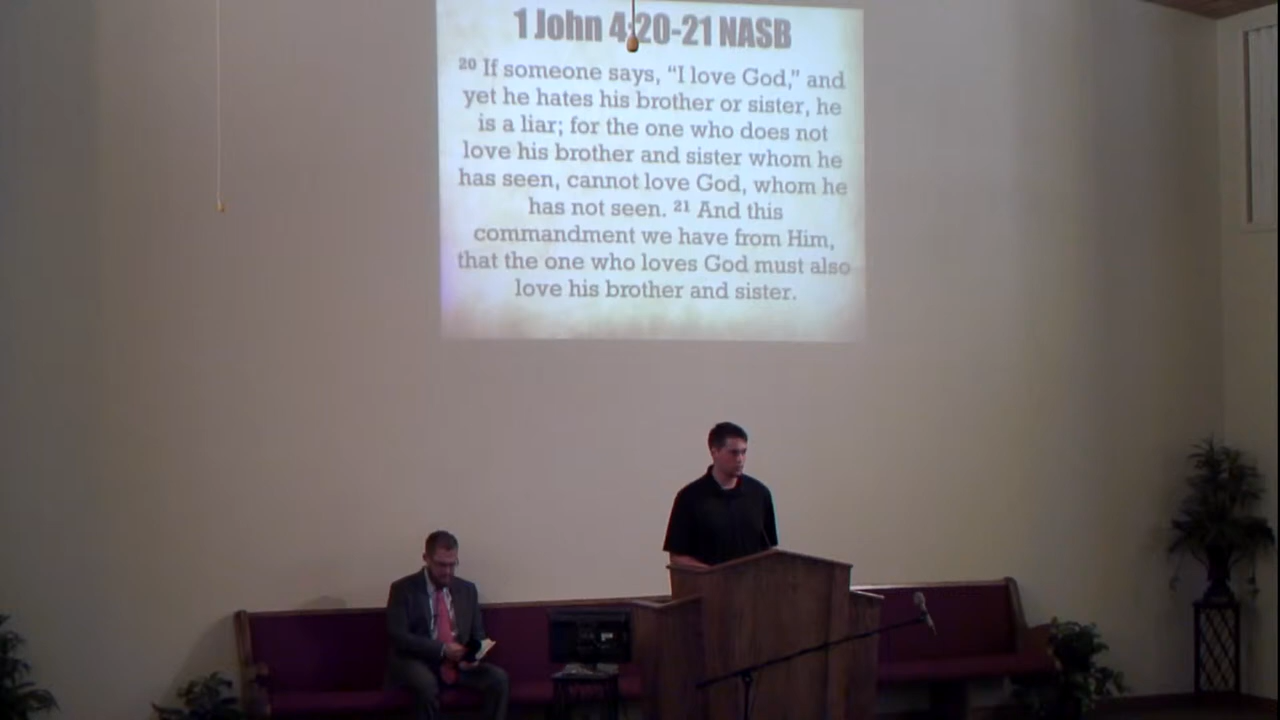 1 John 4:20-21 NASB
²⁰ If someone says, “I love God,” and
yet he hates his brother or sister, he
is a liar; for the one who does not
love his brother and sister whom he
has seen, cannot love God, whom he
has not seen. ²¹ And this
commandment we have from Him,
that the one who loves God must also
love his brother and sister.